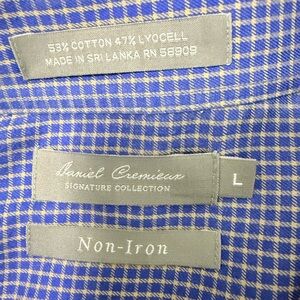 53% COTTON 47% LYOCELL
MADE IN SRI LANKA RN 56909
Daniel Cremieux
SIGNATURE COLLECTION
L
Non-Iron